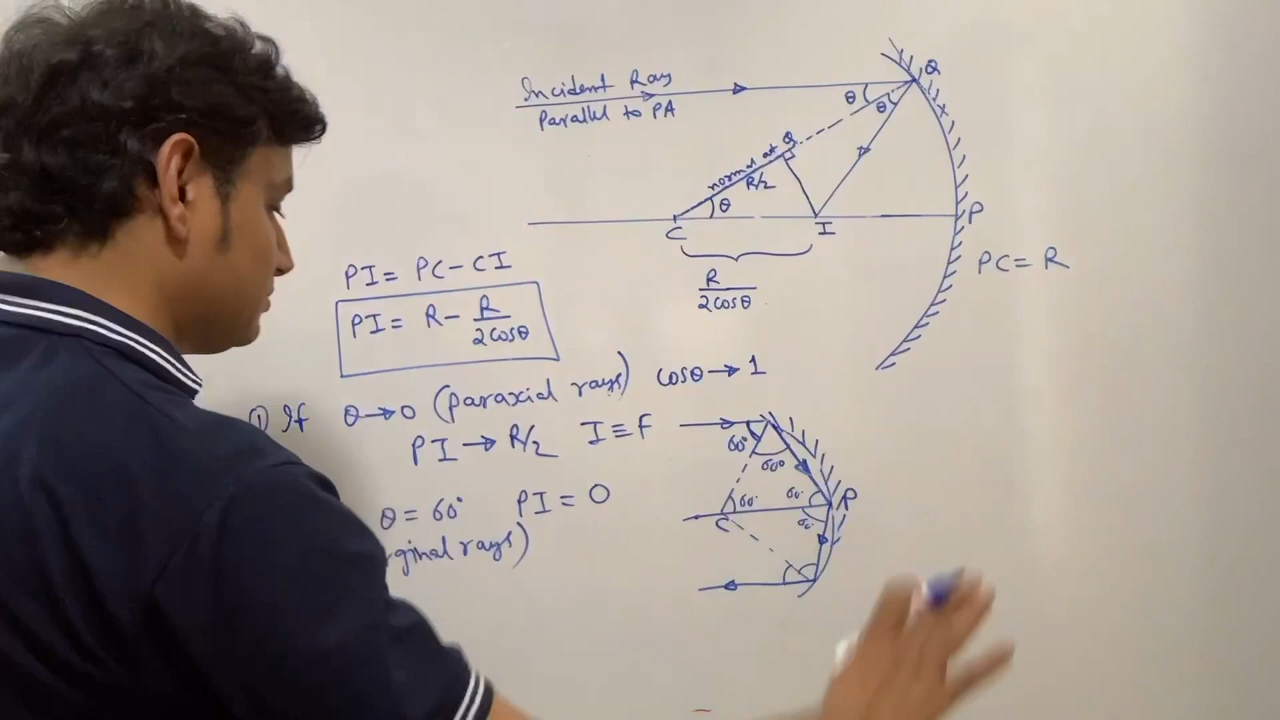 Incident Ray
Parallel to PA
Q
θ
θ
normal at Q
R/2
θ
C
I
P
PC = R
R
2cosθ
PI = PC - CI
PI = R - R
2cosθ
① If θ→0 (paraxial rays) cosθ→1
PI → R/2 I ≡ F
60°
60°
60°
60°
C
P
60°
θ = 60° PI = 0
rginal rays)